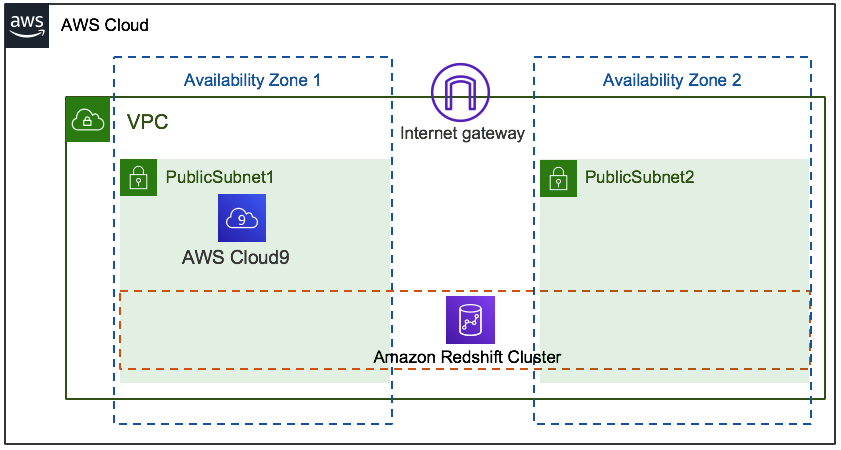 aws
AWS Cloud
Availability Zone 1
Availability Zone 2
VPC
Internet gateway
PublicSubnet1
PublicSubnet2
9
AWS Cloud9
Amazon Redshift Cluster